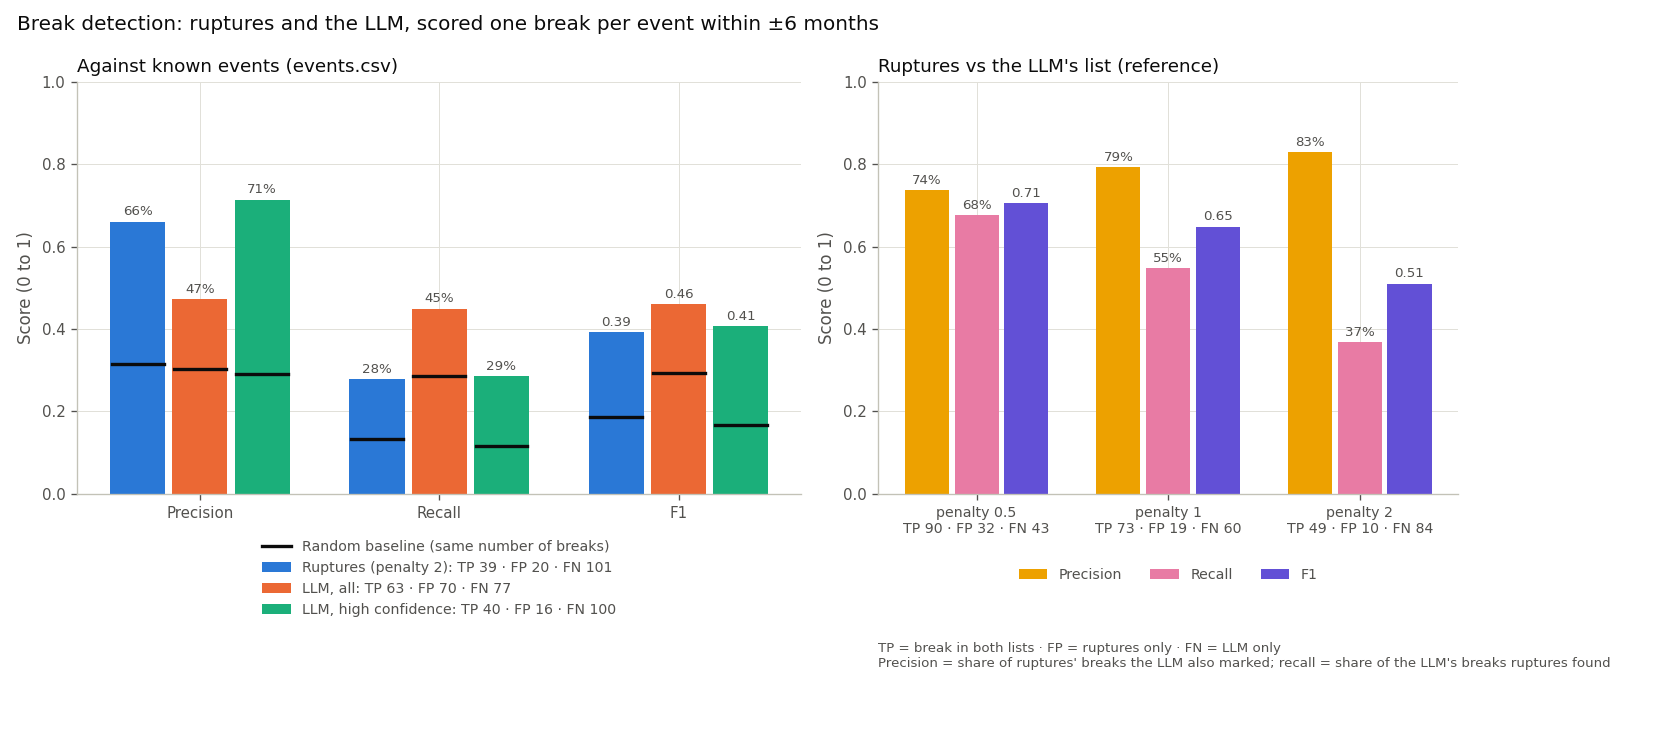 Break detection: ruptures and the LLM, scored one break per event within ±6 months
Against known events (events.csv)
Score (0 to 1)
1.0
0.8
0.6
0.4
0.2
0.0
66%
47%
71%
28%
45%
29%
0.39
0.46
0.41
Precision
Recall
F1
Random baseline (same number of breaks)
Ruptures (penalty 2): TP 39 · FP 20 · FN 101
LLM, all: TP 63 · FP 70 · FN 77
LLM, high confidence: TP 40 · FP 16 · FN 100
Ruptures vs the LLM's list (reference)
Score (0 to 1)
1.0
0.8
0.6
0.4
0.2
0.0
74%
68%
0.71
79%
55%
0.65
83%
37%
0.51
penalty 0.5
TP 90 · FP 32 · FN 43
penalty 1
TP 73 · FP 19 · FN 60
penalty 2
TP 49 · FP 10 · FN 84
Precision
Recall
F1
TP = break in both lists · FP = ruptures only · FN = LLM only
Precision = share of ruptures' breaks the LLM also marked; recall = share of the LLM's breaks ruptures found